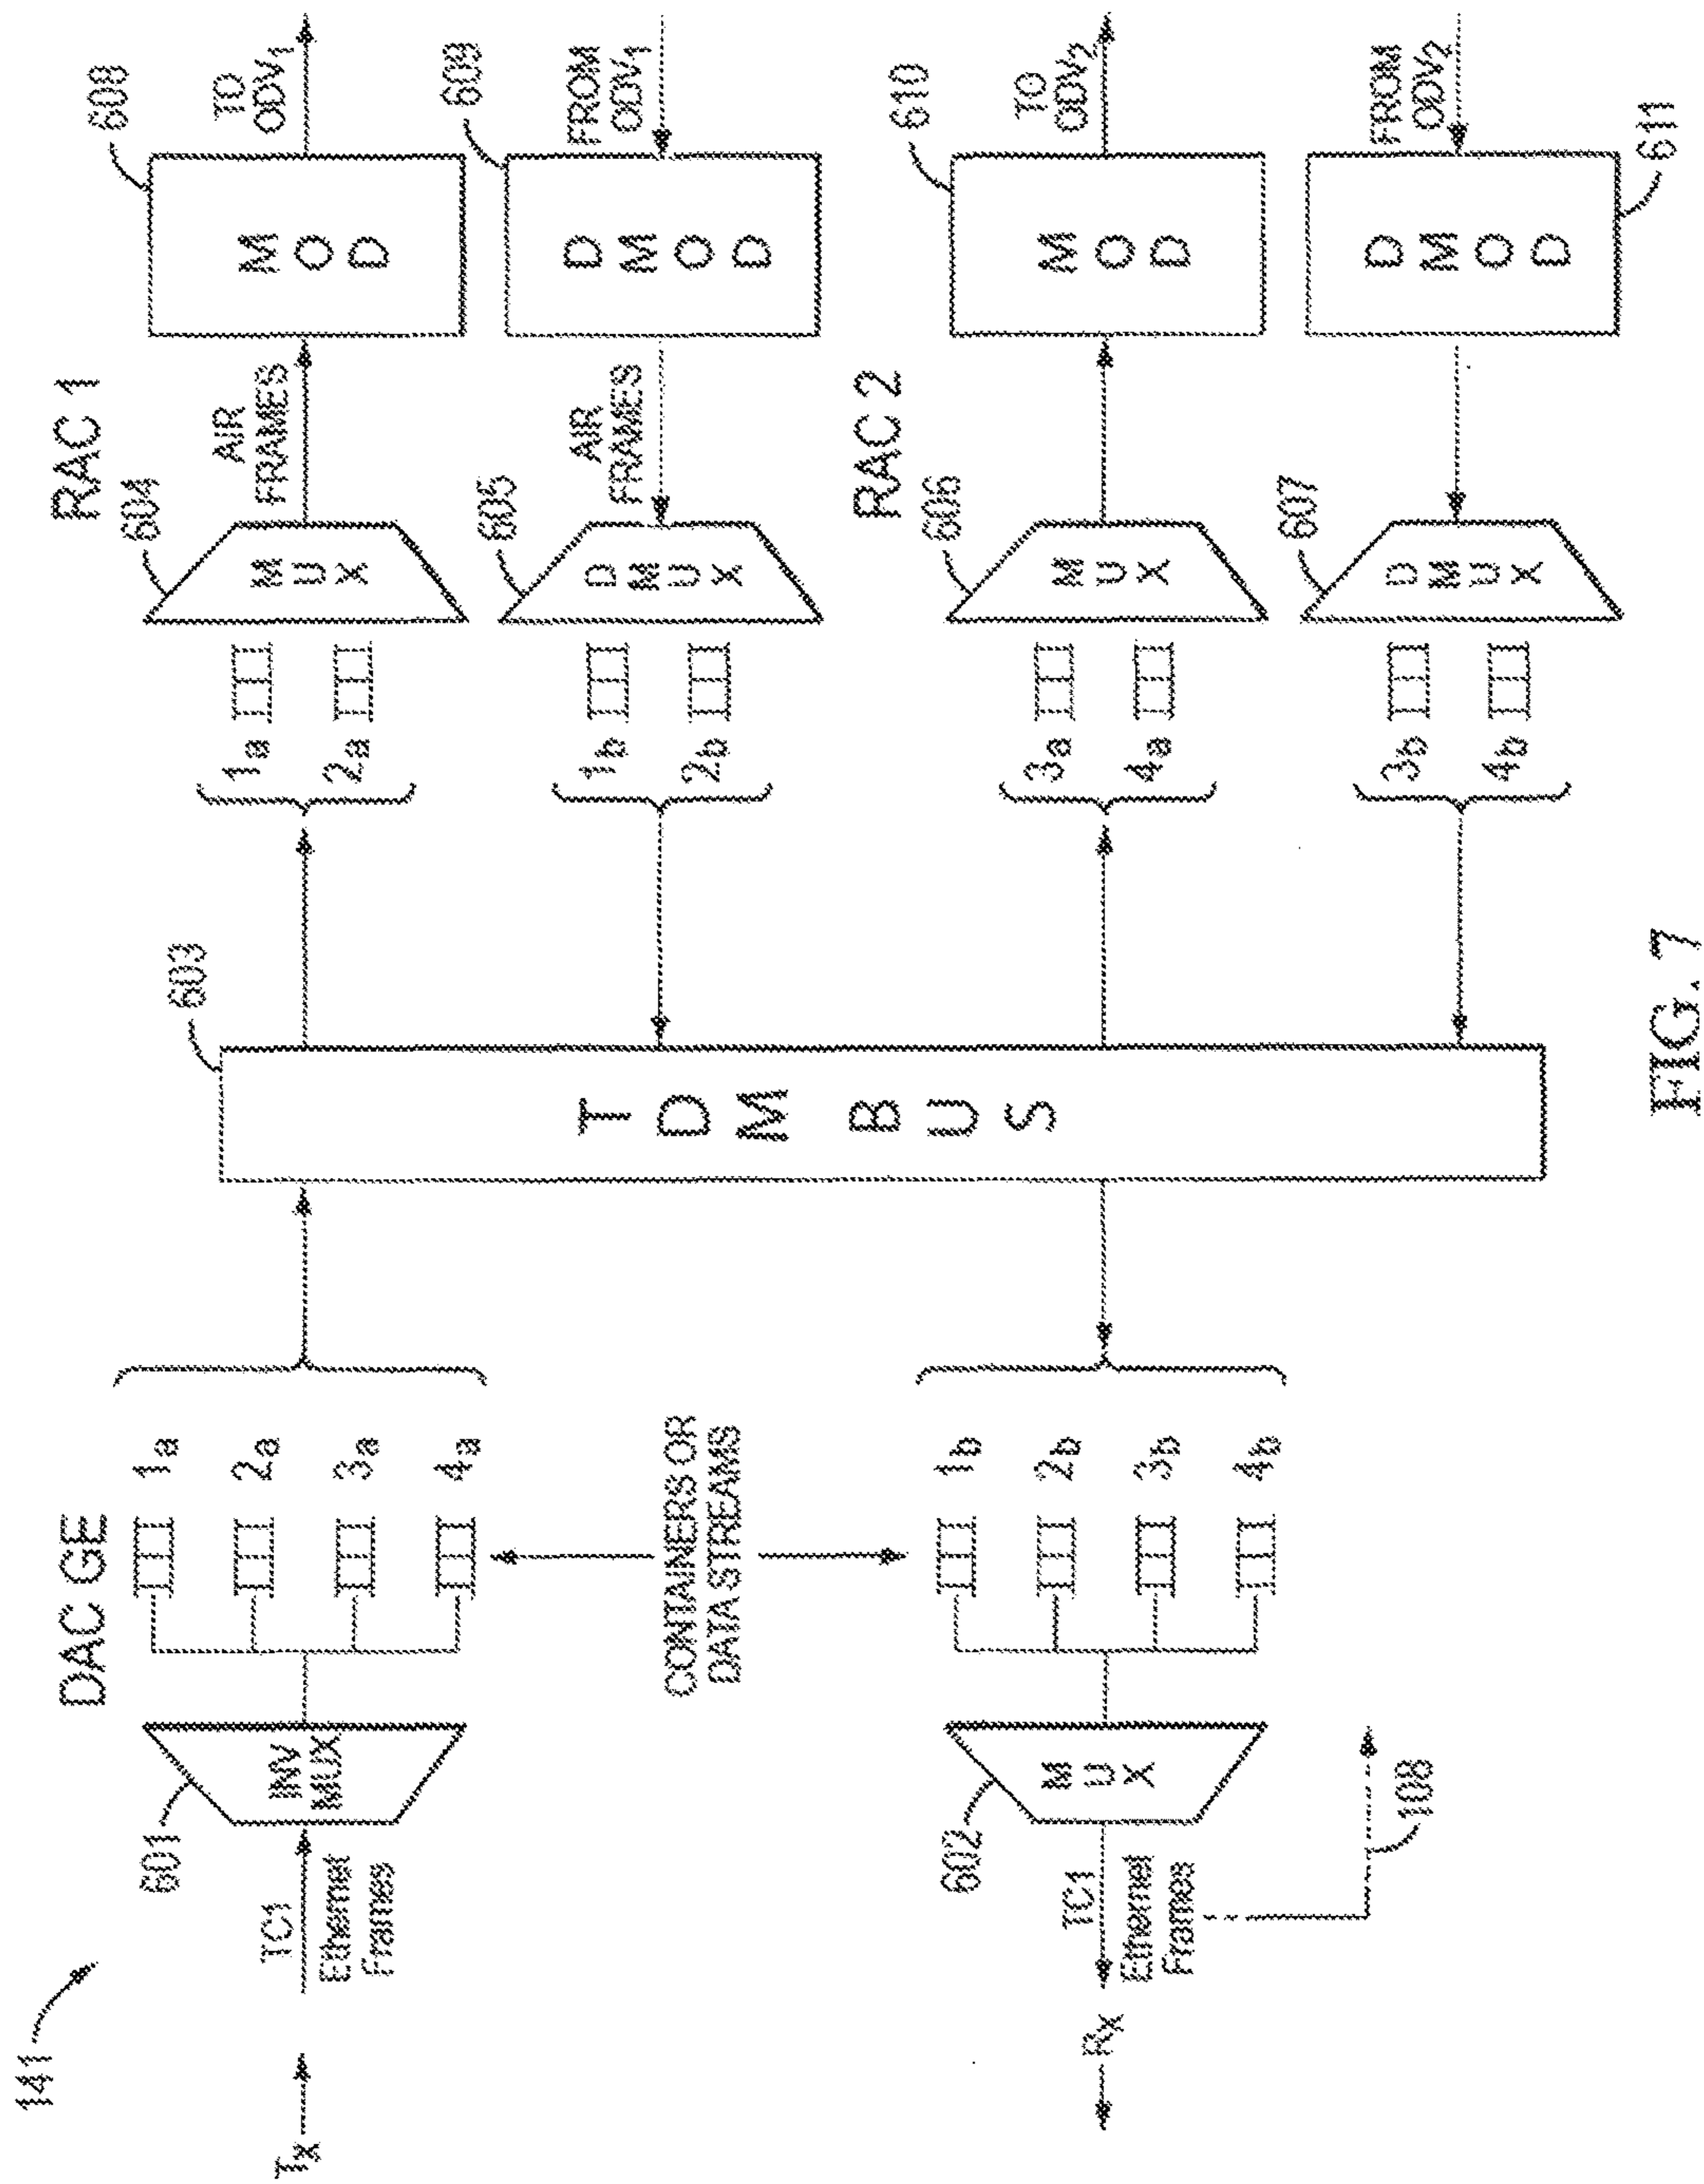 141
DAC GE
RAC 1
Tx
TC1
Ethernet
Frames
601
INV
MUX
1a
2a
3a
4a
603
TDM BUS
1a
2a
604
MUX
AIR
FRAMES
608
MOD
TO
ODV1
1b
2b
605
DMUX
AIR
FRAMES
609
DMOD
FROM
ODV1
CONTAINERS OR
DATA STREAMS
RAC 2
Rx
TC1
Ethernet
Frames
602
MUX
1b
2b
3b
4b
108
3a
4a
606
MUX
610
MOD
TO
ODV2
3b
4b
607
DMUX
DMOD
611
FROM
ODV2
FIG. 7